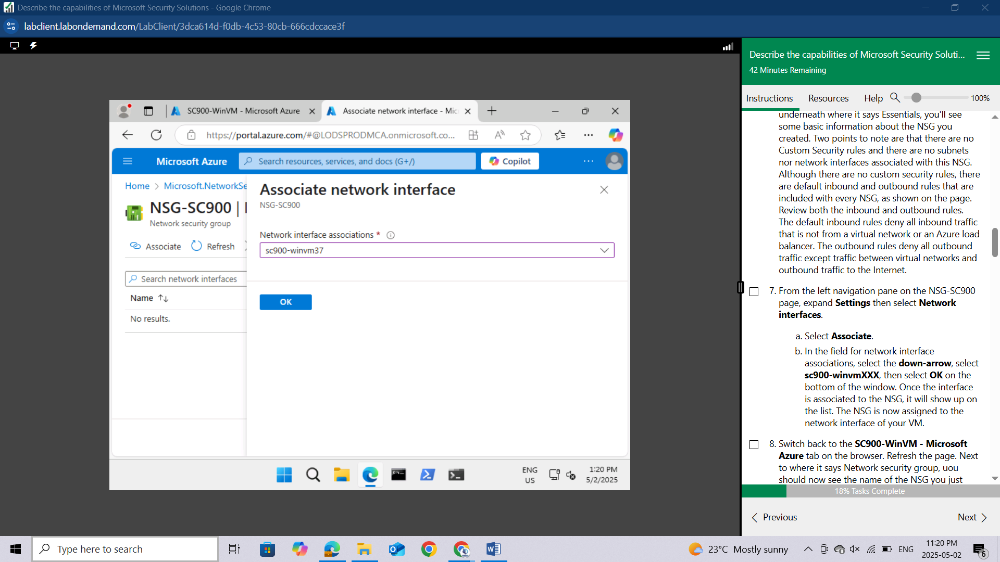 Describe the capabilities of Microsoft Security Solutions - Google Chrome
labclient.labondemand.com/LabClient/3dca614d-f0db-4c53-80cb-666cdccace3f
Describe the capabilities of Microsoft Security Soluti...
42 Minutes Remaining
Instructions Resources Help 100%
SC900-WinVM - Microsoft Azure
Associate network interface - Mic
https://portal.azure.com/#@LODSPRODMCA.onmicrosoft.co...
Microsoft Azure
Search resources, services, and docs (G+/)
Copilot
Home > Microsoft.NetworkSe
NSG-SC900 |
Network security group
Associate Refresh
Search network interfaces
Name
No results.
Associate network interface
NSG-SC900
Network interface associations *
sc900-winvm37
OK
ENG
US
1:20 PM
5/2/2025
underneath where it says Essentials, you'll see
some basic information about the NSG you
created. Two points to note are that there are no
Custom Security rules and there are no subnets
nor network interfaces associated with this NSG.
Although there are no custom security rules, there
are default inbound and outbound rules that are
included with every NSG, as shown on the page.
Review both the inbound and outbound rules.
The default inbound rules deny all inbound traffic
that is not from a virtual network or an Azure load
balancer. The outbound rules deny all outbound
traffic except traffic between virtual networks and
outbound traffic to the Internet.
7. From the left navigation pane on the NSG-SC900
page, expand Settings then select Network
interfaces.
a. Select Associate.
b. In the field for network interface
associations, select the down-arrow, select
sc900-winvmXXX, then select OK on the
bottom of the window. Once the interface
is associated to the NSG, it will show up on
the list. The NSG is now assigned to the
network interface of your VM.
8. Switch back to the SC900-WinVM - Microsoft
Azure tab on the browser. Refresh the page. Next
to where it says Network security group, uou
should now see the name of the NSG you just
18% Tasks Complete
Previous Next
Type here to search
23°C Mostly sunny
ENG
11:20 PM
2025-05-02
6